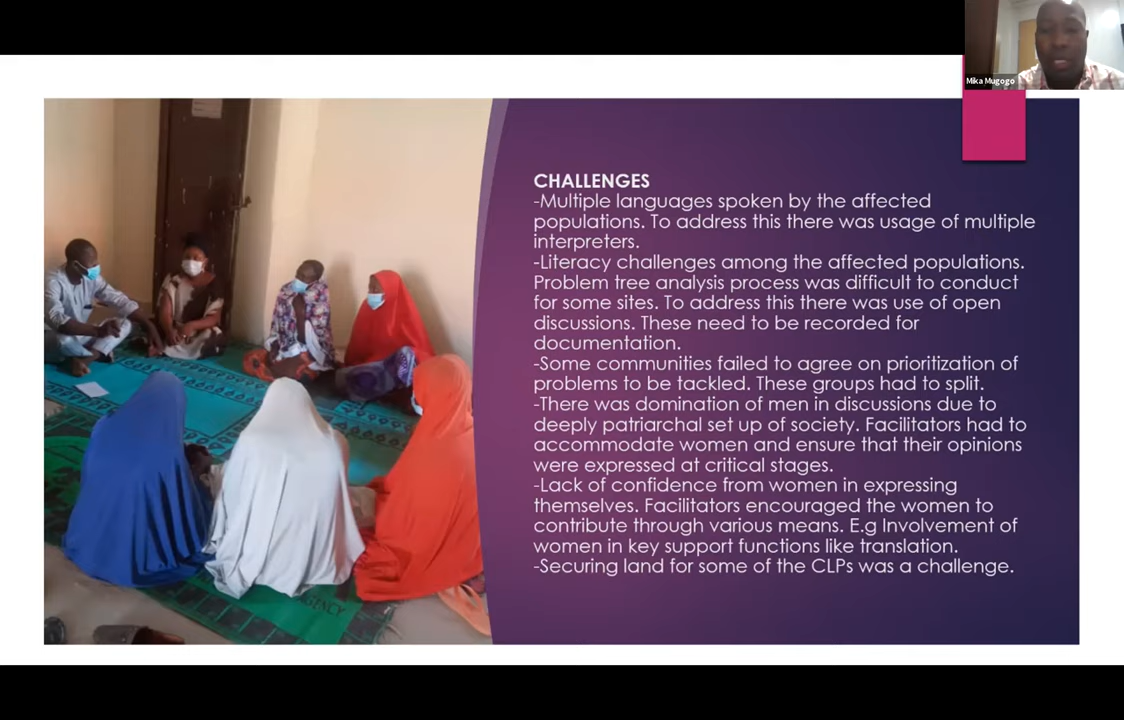 Mika Mugogo
CHALLENGES
-Multiple languages spoken by the affected
populations. To address this there was usage of multiple
interpreters.
-Literacy challenges among the affected populations.
Problem tree analysis process was difficult to conduct
for some sites. To address this there was use of open
discussions. These need to be recorded for
documentation.
-Some communities failed to agree on prioritization of
problems to be tackled. These groups had to split.
-There was domination of men in discussions due to
deeply patriarchal set up of society. Facilitators had to
accommodate women and ensure that their opinions
were expressed at critical stages.
-Lack of confidence from women in expressing
themselves. Facilitators encouraged the women to
contribute through various means. E.g Involvement of
women in key support functions like translation.
-Securing land for some of the CLPs was a challenge.
AGENCY